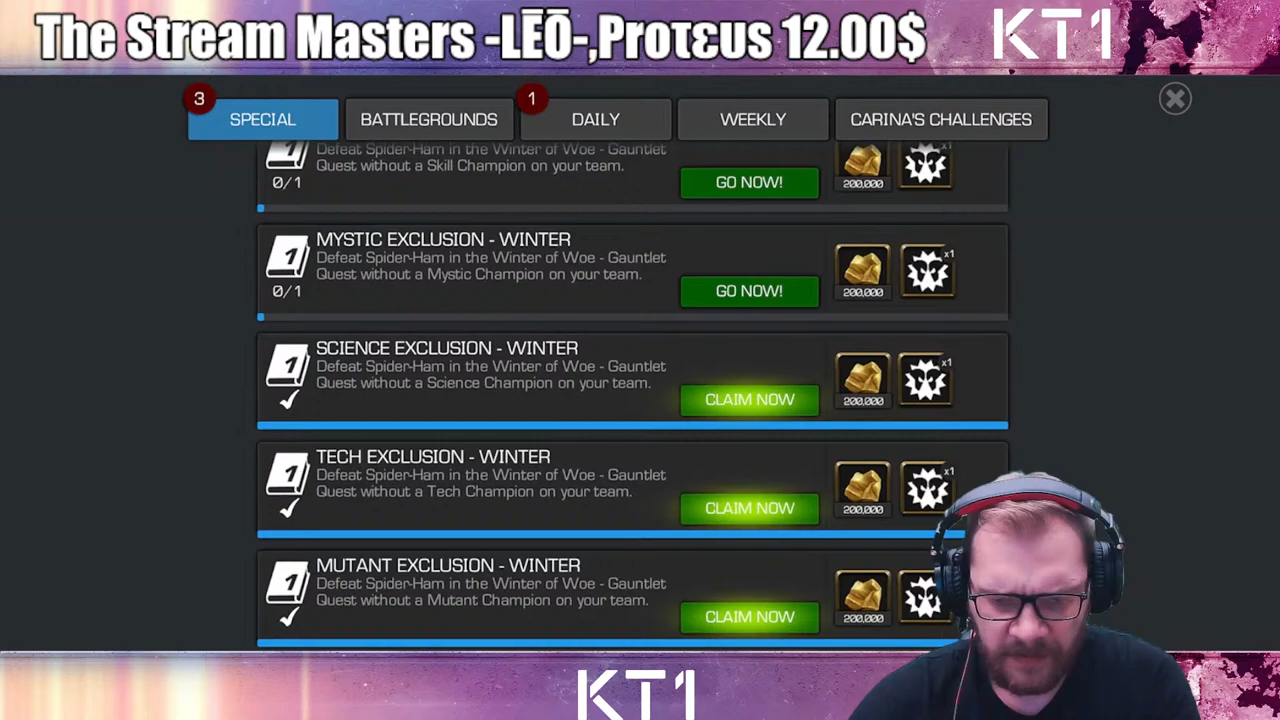 The Stream Masters -LĒŌ-,Proτεus 12.00$
KT1
3
1
SPECIAL
BATTLEGROUNDS
DAILY
WEEKLY
CARINA'S CHALLENGES
Defeat Spider-Ham in the Winter of Woe - Gauntlet
Quest without a Skill Champion on your team.
0/1
GO NOW!
200,000
x1
MYSTIC EXCLUSION - WINTER
Defeat Spider-Ham in the Winter of Woe - Gauntlet
Quest without a Mystic Champion on your team.
1
0/1
GO NOW!
200,000
x1
SCIENCE EXCLUSION - WINTER
Defeat Spider-Ham in the Winter of Woe - Gauntlet
Quest without a Science Champion on your team.
1
CLAIM NOW
200,000
x1
TECH EXCLUSION - WINTER
Defeat Spider-Ham in the Winter of Woe - Gauntlet
Quest without a Tech Champion on your team.
1
CLAIM NOW
200,000
x1
MUTANT EXCLUSION - WINTER
Defeat Spider-Ham in the Winter of Woe - Gauntlet
Quest without a Mutant Champion on your team.
1
CLAIM NOW
200,000
KT1